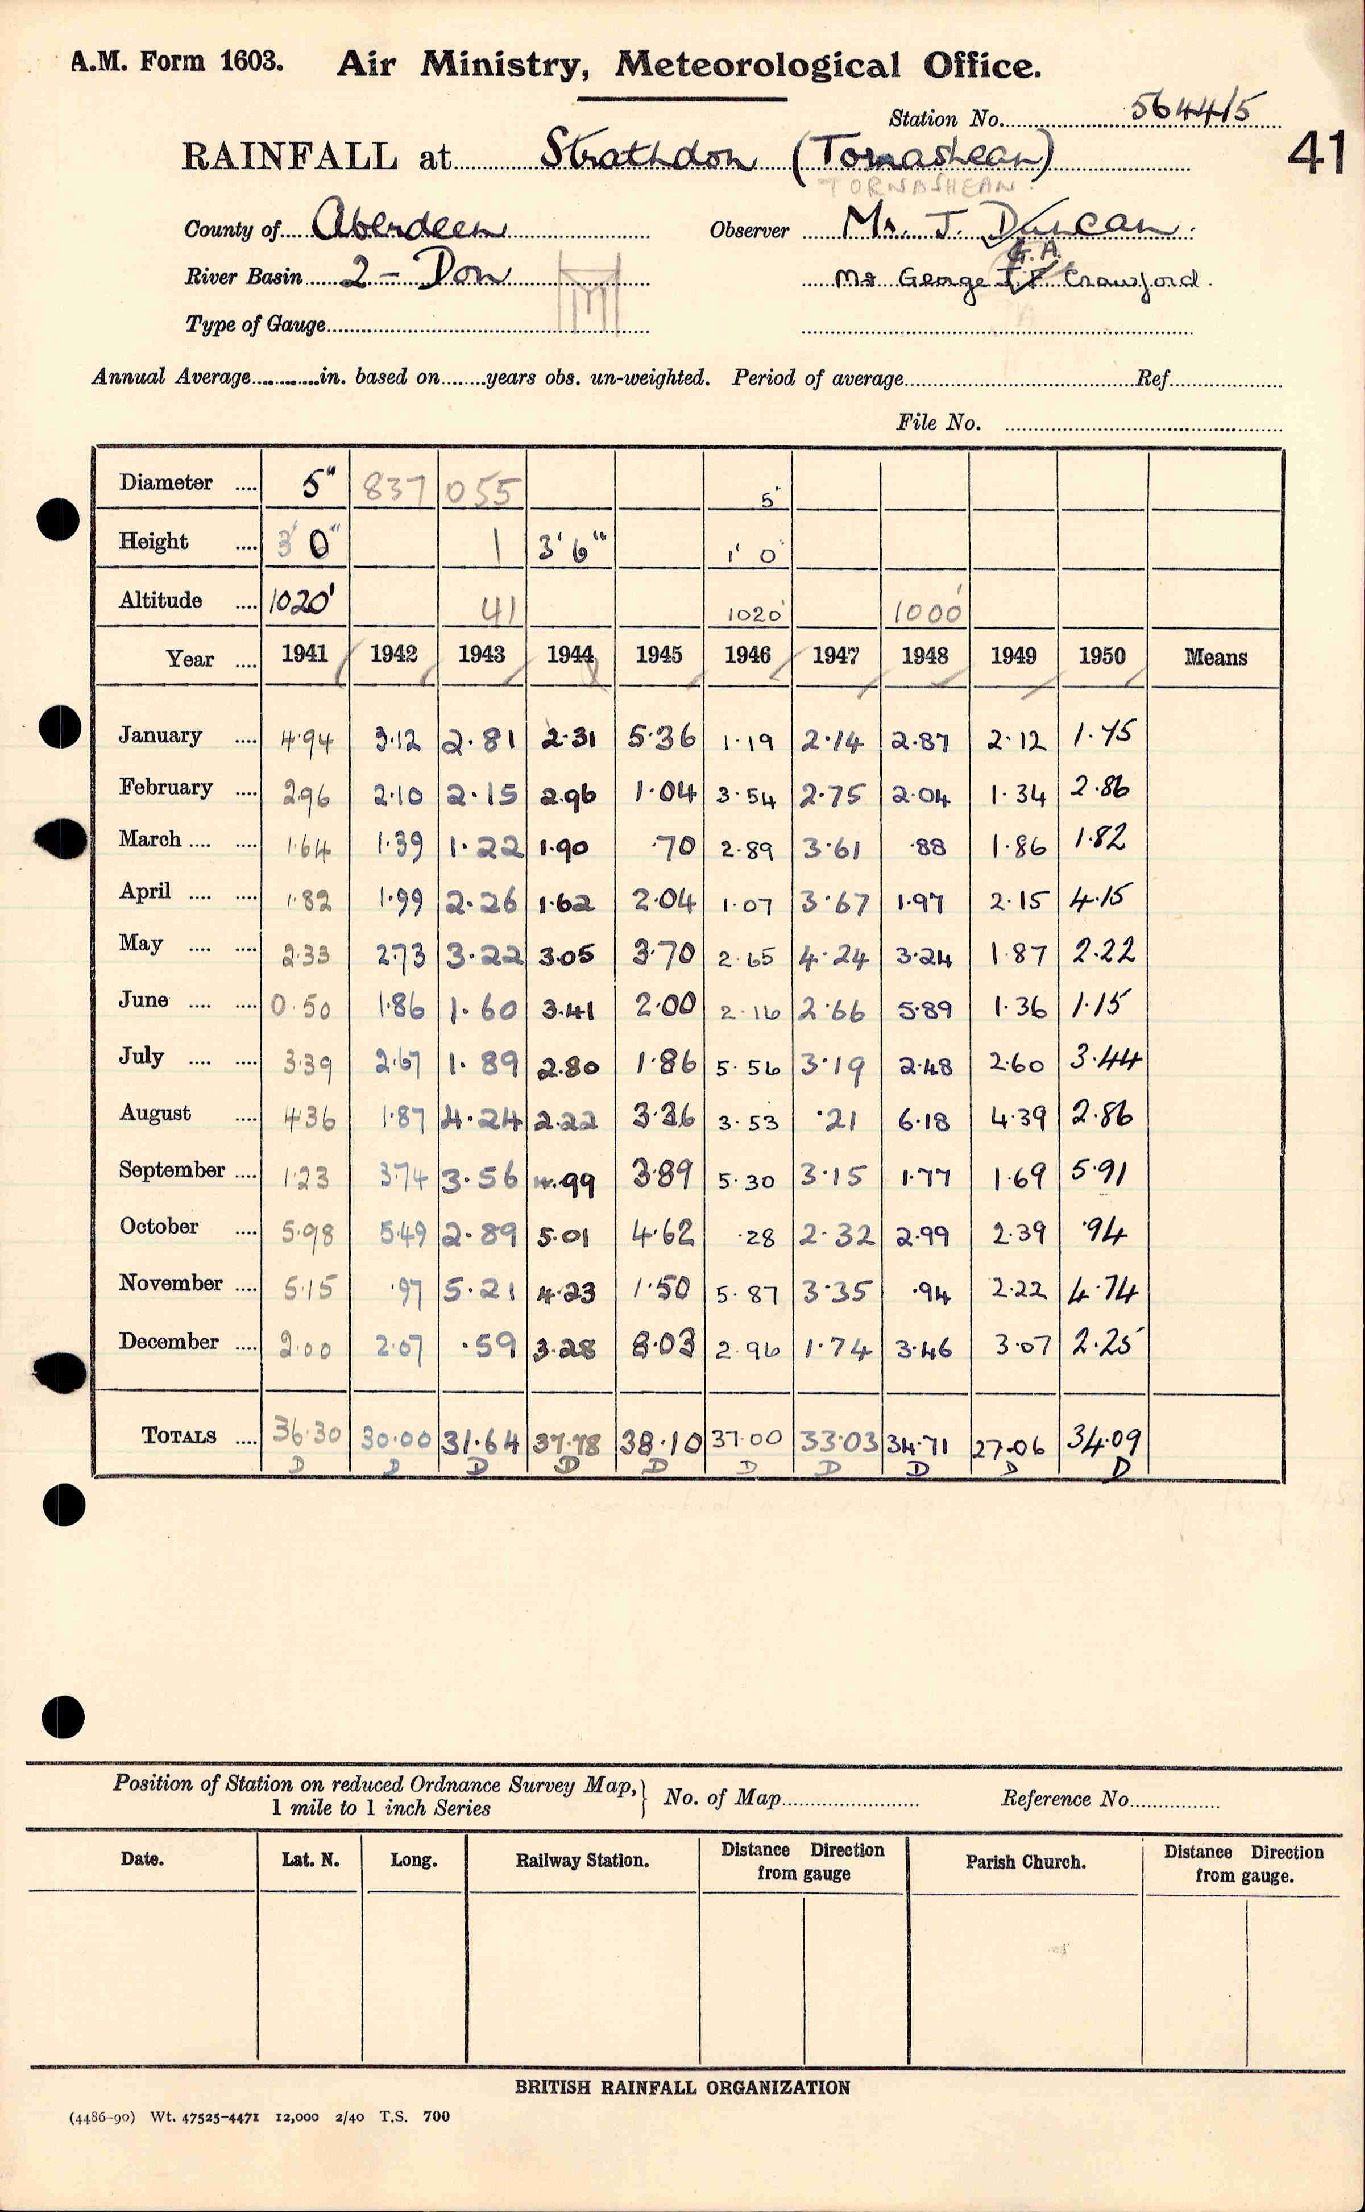 A.M. Form 1603. Air Ministry, Meteorological Office.
Station No. 5644/5
41
RAINFALL at Strathdon (Tornashean)
TORNASHEAN
County of Aberdeen Observer Mr. J. Duncan
G.A
River Basin 2 - Don Mr George Crawford.
Type of Gauge
Annual Average in. based on years obs. un-weighted. Period of average Ref.
File No.
Diameter .... 5" 837 055 5"
Height .... 3' 0" 1 3' 6" 1' 0"
Altitude .... 1020' 41 1020' 1000'
Year .... 1941 1942 1943 1944 1945 1946 1947 1948 1949 1950 Means
January .... 4.94 3.12 2.81 2.31 5.36 1.19 2.14 2.87 2.12 1.75
February .... 2.96 2.10 2.15 2.96 1.04 3.54 2.75 2.04 1.34 2.86
March .... .... 1.64 1.39 1.22 1.90 .70 2.89 3.61 .88 1.86 1.82
April .... .... 1.82 1.99 2.26 1.62 2.04 1.07 3.67 1.97 2.15 4.15
May .... .... 2.33 2.73 3.22 3.05 3.70 2.65 4.24 3.24 1.87 2.22
June .... .... 0.50 1.86 1.60 3.41 2.00 2.16 2.66 5.89 1.36 1.15
July .... .... 3.39 2.67 1.89 2.80 1.86 5.56 3.19 2.48 2.60 3.44
August .... 4.36 1.87 4.24 2.22 3.36 3.53 .21 6.18 4.39 2.86
September .... 1.23 3.74 3.56 4.99 3.89 5.30 3.15 1.77 1.69 5.91
October .... 5.98 5.49 2.89 5.01 4.62 .28 2.32 2.99 2.39 .94
November .... 5.15 .97 5.21 4.23 1.50 5.87 3.35 .94 2.22 4.74
December .... 2.00 2.07 .59 3.28 8.03 2.96 1.74 3.46 3.07 2.25
TOTALS .... 36.30 30.00 31.64 37.78 38.10 37.00 33.03 34.71 27.06 34.09
D D D D D D D D D D
Position of Station on reduced Ordnance Survey Map, 1 mile to 1 inch Series } No. of Map Reference No.
Date. Lat. N. Long. Railway Station. Distance Direction from gauge Parish Church. Distance Direction from gauge.
BRITISH RAINFALL ORGANIZATION
(4486-90) Wt. 47525-4471 12,000 2/40 T.S. 700